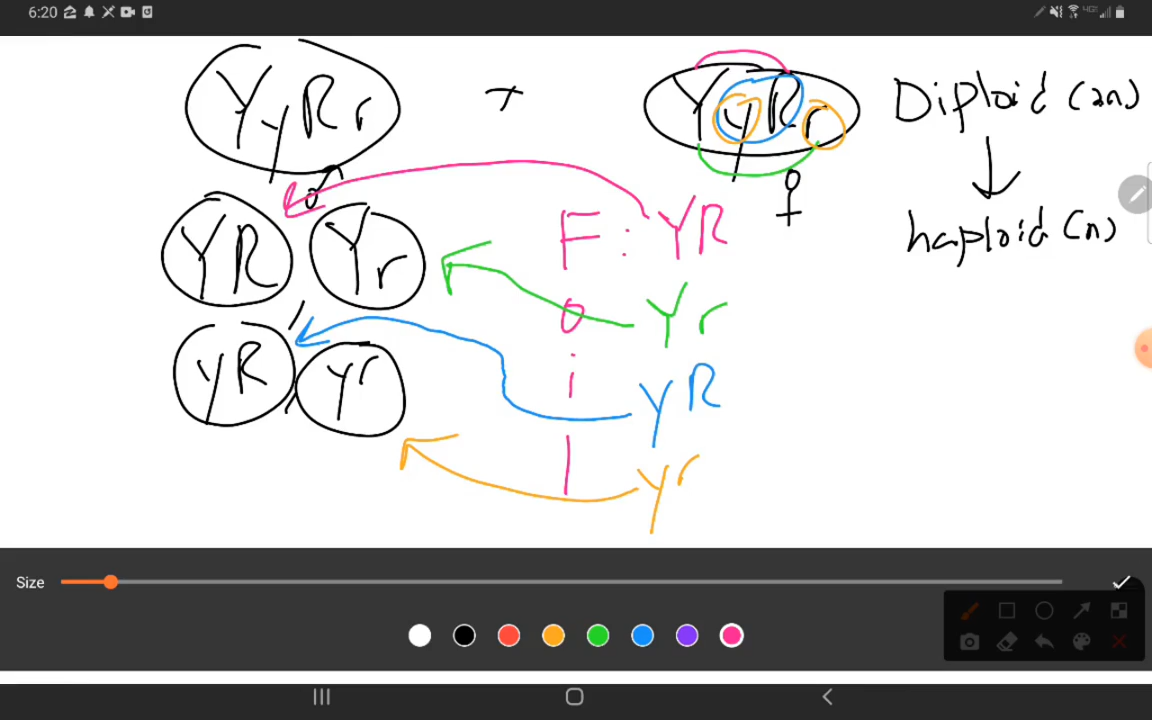 6:20
YyRr + YyRr Diploid (2n)
haploid (n)
YR Yr
F: YR
o Yr
yR yr
i yR
l yr
Size